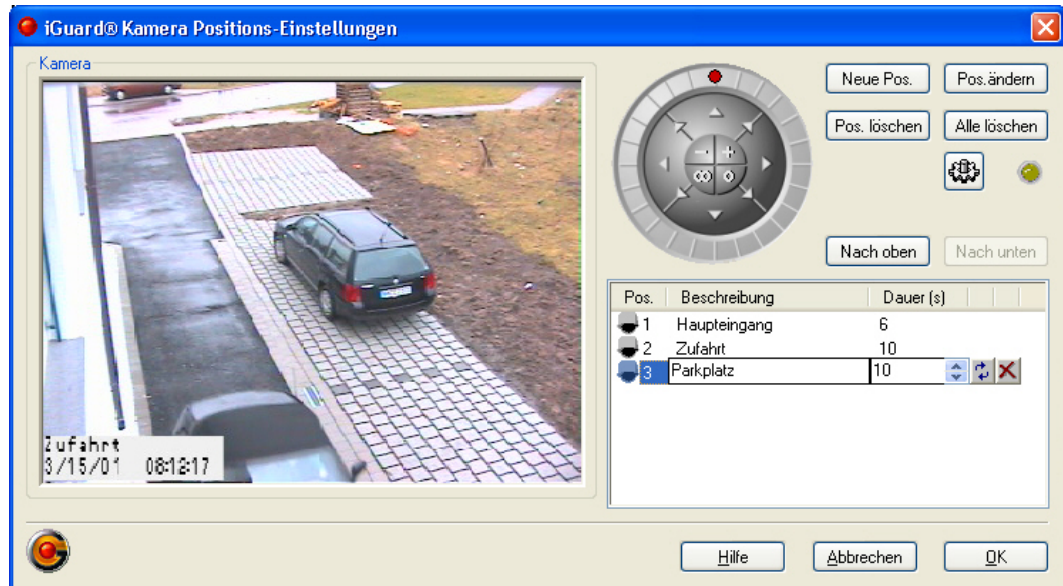 iGuard® Kamera Positions-Einstellungen
Kamera
Zufahrt
3/15/01 08:12:17
Neue Pos.
Pos.ändern
Pos. löschen
Alle löschen
Nach oben
Nach unten
Pos. Beschreibung Dauer (s)
1 Haupteingang 6
2 Zufahrt 10
3 Parkplatz 10
Hilfe
Abbrechen
OK